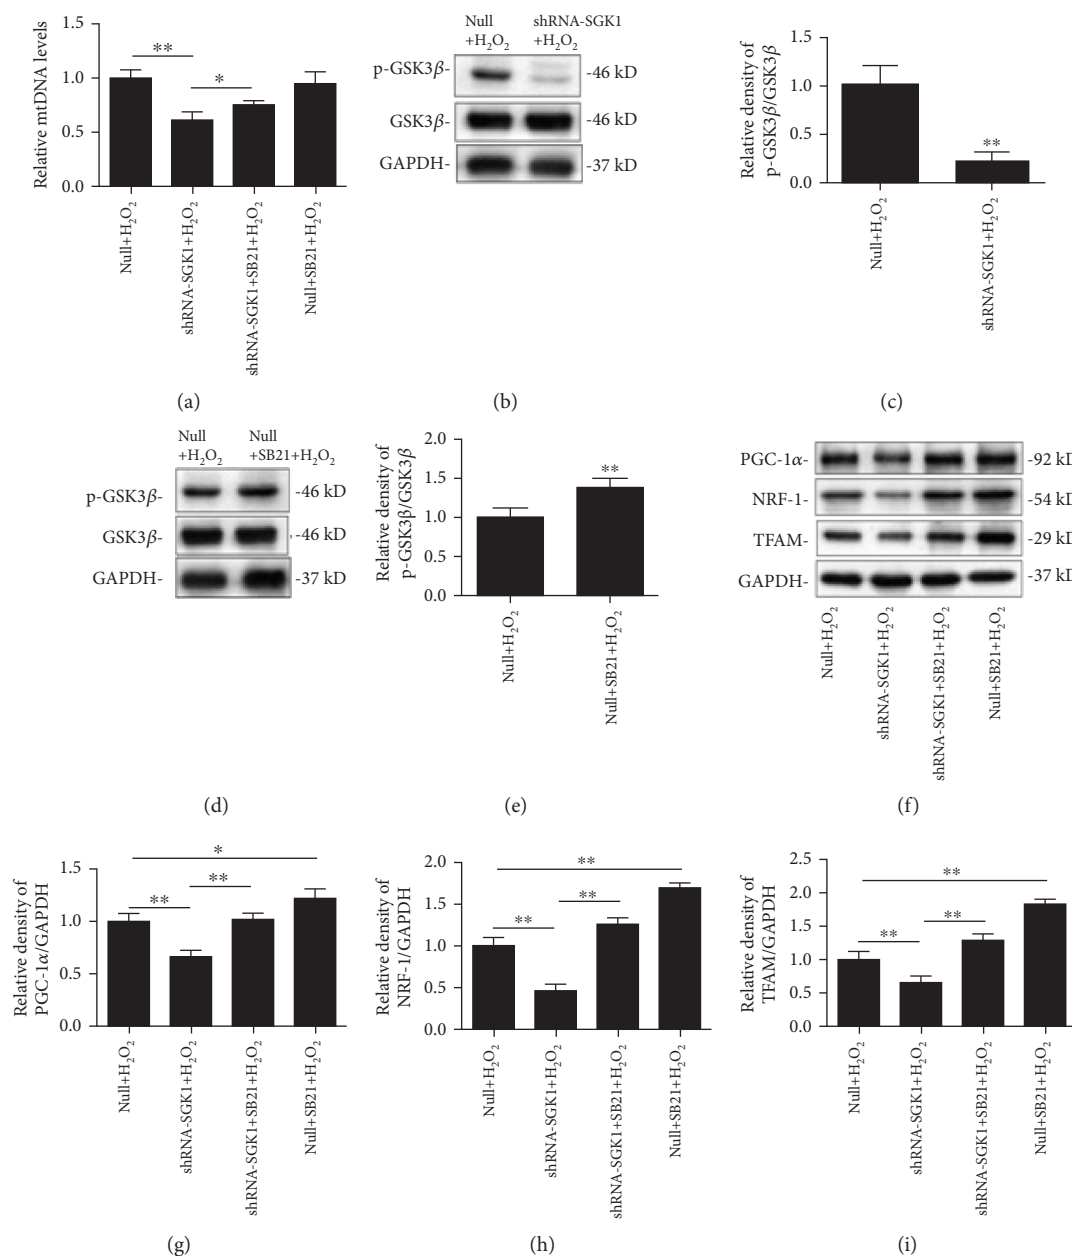 Relative mtDNA levels
1.5
1.0
0.5
0.0
**
*
Null+H₂O₂
shRNA-SGK1+H₂O₂
shRNA-SGK1+SB21+H₂O₂
Null+SB21+H₂O₂
(a)
Null
+H₂O₂
shRNA-SGK1
+H₂O₂
p-GSK3β-
-46 kD
GSK3β-
-46 kD
GAPDH-
-37 kD
(b)
Relative density of
p-GSK3β/GSK3β
1.5
1.0
0.5
0.0
**
Null+H₂O₂
shRNA-SGK1+H₂O₂
(c)
Null
+H₂O₂
Null
+SB21+H₂O₂
p-GSK3β-
-46 kD
GSK3β-
-46 kD
GAPDH-
-37 kD
(d)
Relative density of
p-GSK3β/GSK3β
2.0
1.5
1.0
0.5
0.0
**
Null+H₂O₂
Null+SB21+H₂O₂
(e)
PGC-1α-
-92 kD
NRF-1-
-54 kD
TFAM-
-29 kD
GAPDH-
-37 kD
Null+H₂O₂
shRNA-SGK1+H₂O₂
shRNA-SGK1+SB21+H₂O₂
Null+SB21+H₂O₂
(f)
Relative density of
PGC-1α/GAPDH
1.5
1.0
0.5
0.0
*
**
**
Null+H₂O₂
shRNA-SGK1+H₂O₂
shRNA-SGK1+SB21+H₂O₂
Null+SB21+H₂O₂
(g)
Relative density of
NRF-1/GAPDH
2.0
1.5
1.0
0.5
0.0
**
**
**
Null+H₂O₂
shRNA-SGK1+H₂O₂
shRNA-SGK1+SB21+H₂O₂
Null+SB21+H₂O₂
(h)
Relative density of
TFAM/GAPDH
2.5
2.0
1.5
1.0
0.5
0.0
**
**
**
Null+H₂O₂
shRNA-SGK1+H₂O₂
shRNA-SGK1+SB21+H₂O₂
Null+SB21+H₂O₂
(i)